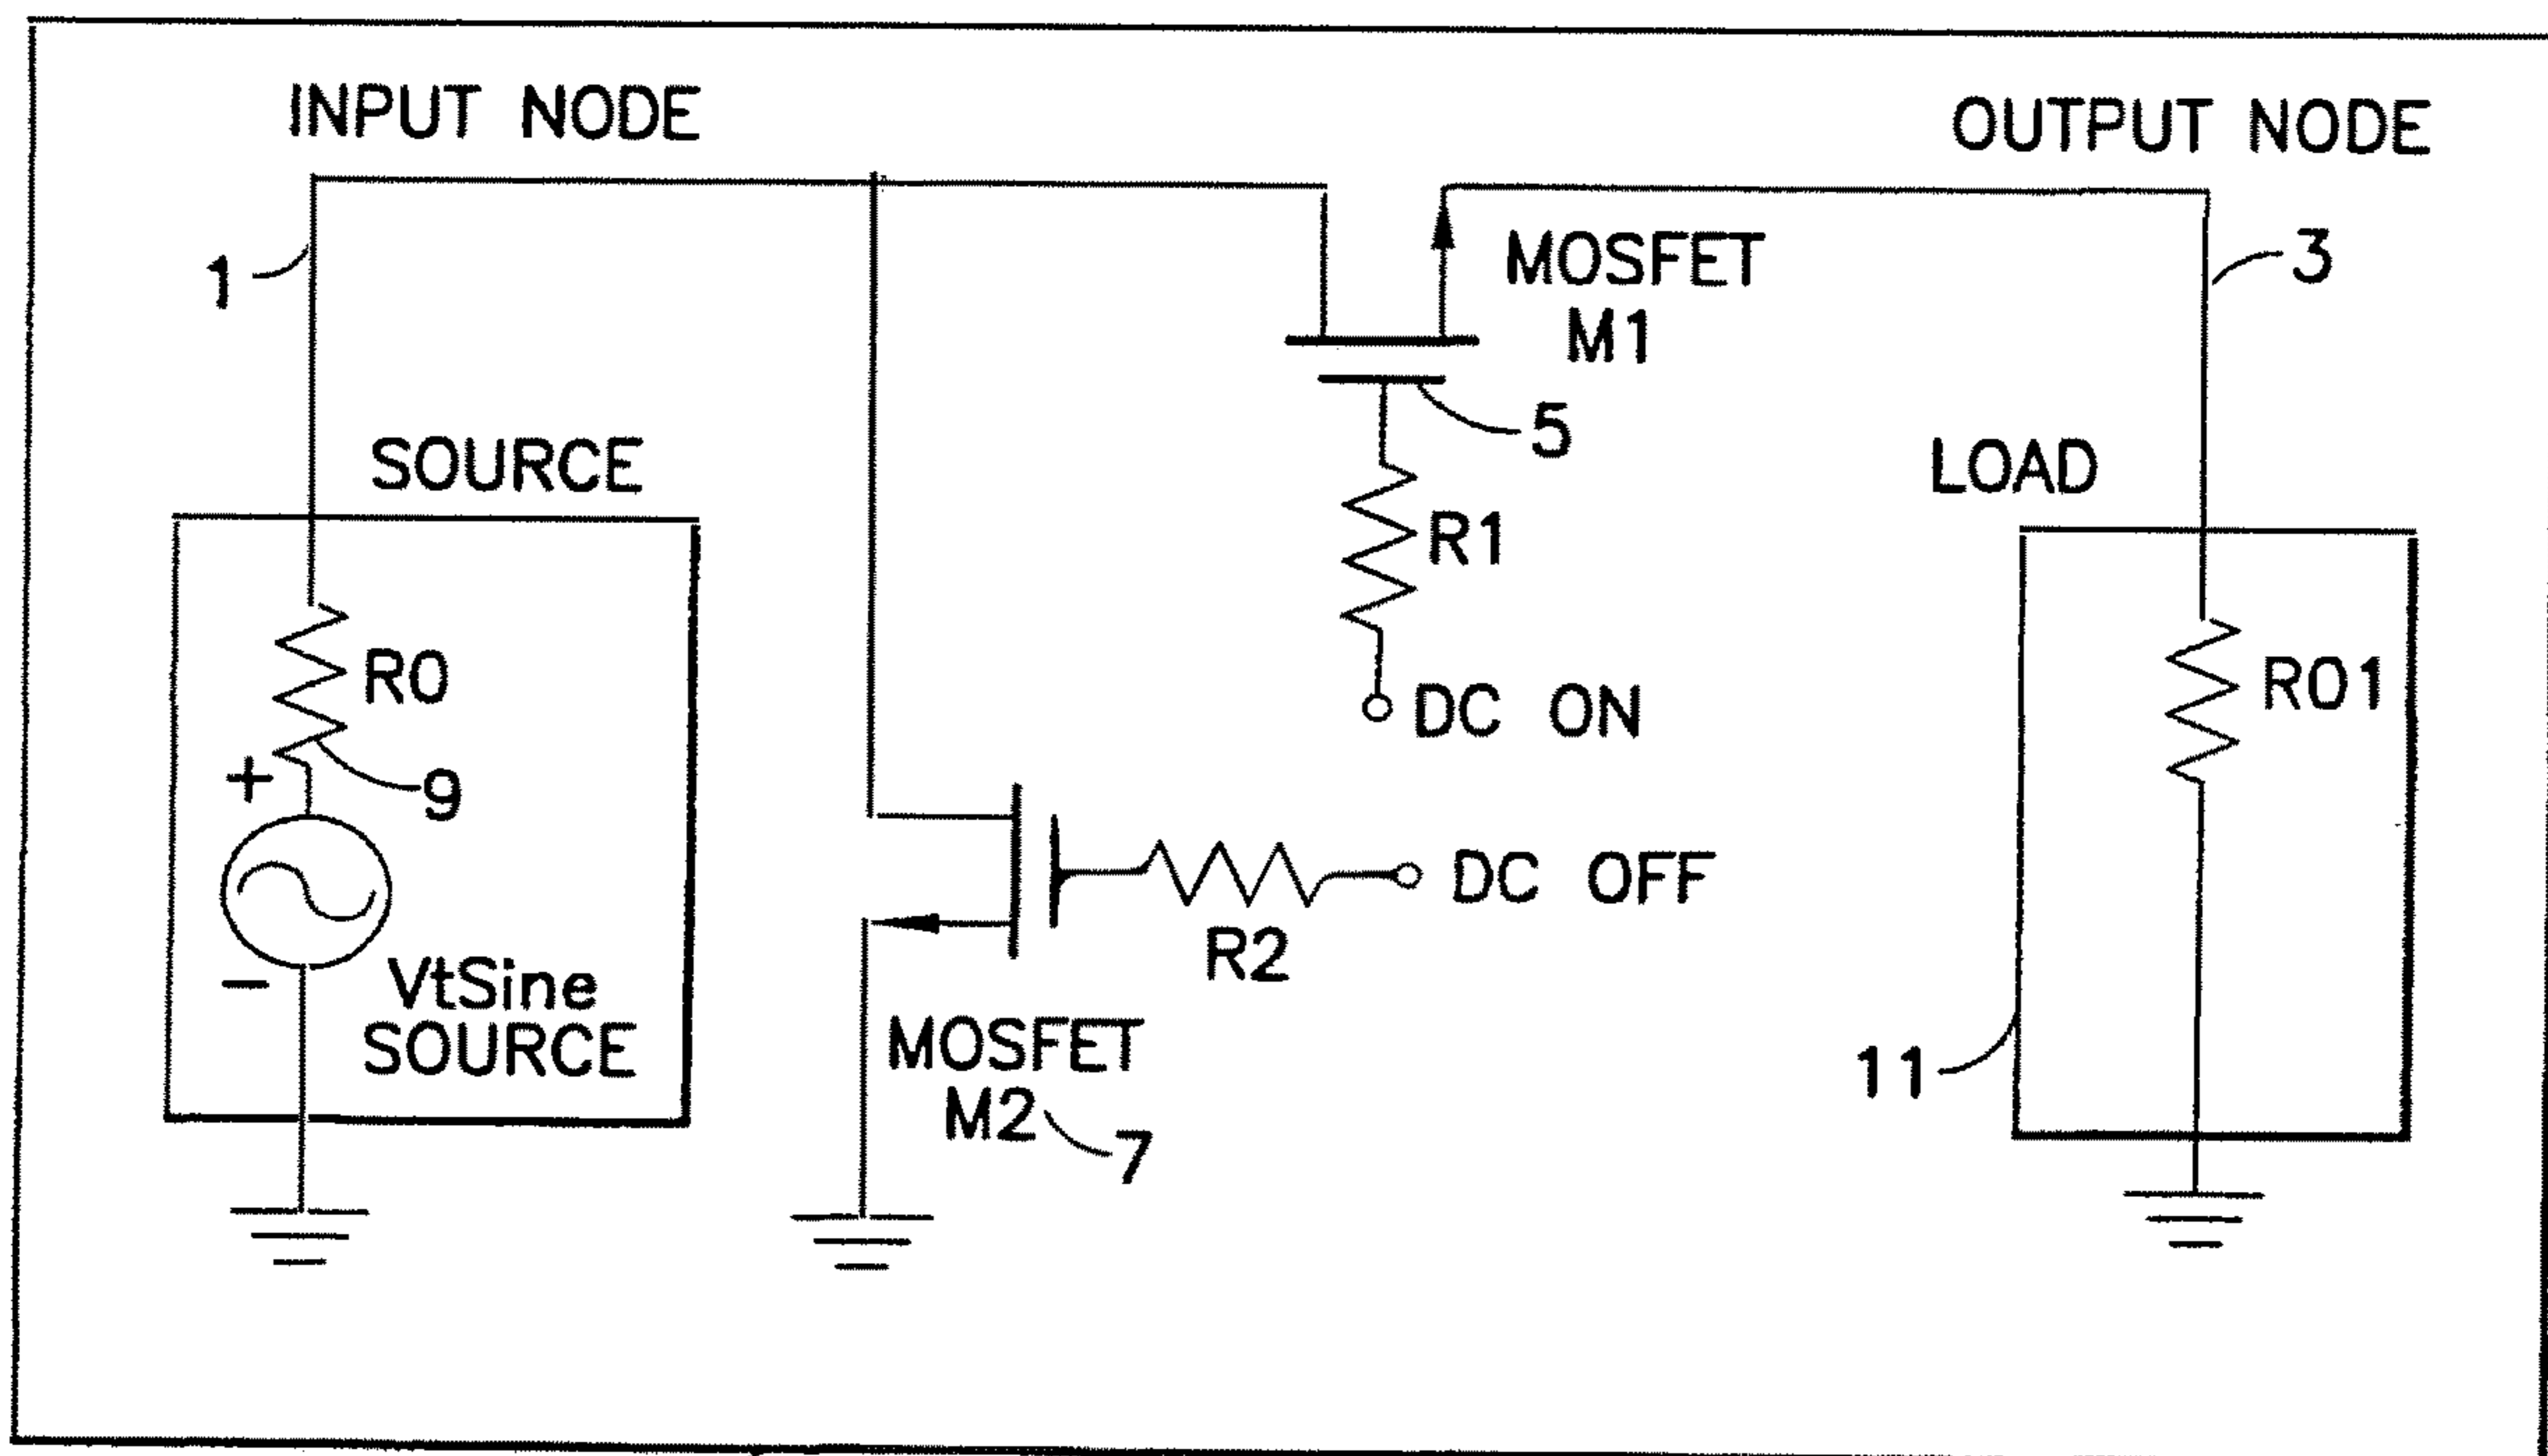 INPUT NODE
OUTPUT NODE
1
MOSFET
M1
3
5
SOURCE
LOAD
R1
R0
R01
DC ON
+
9
DC OFF
R2
-
VtSine
SOURCE
MOSFET
M2
7
11